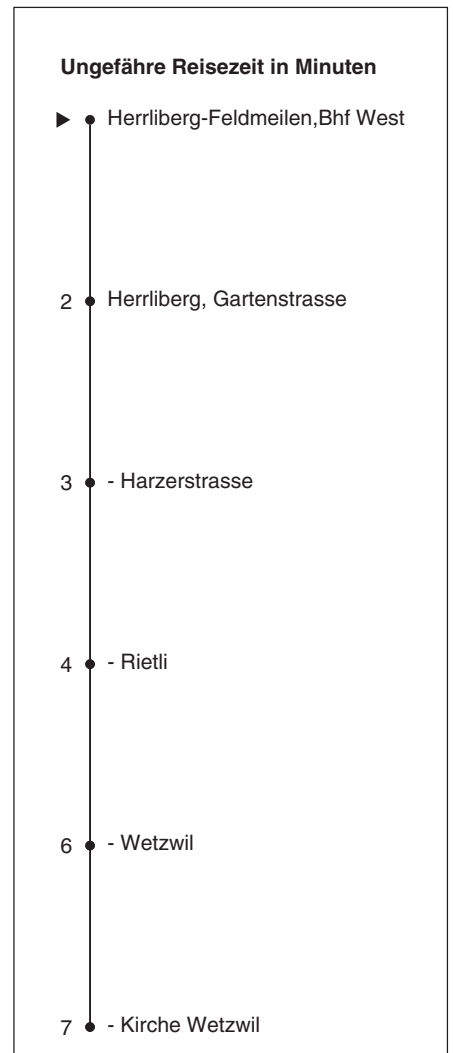 Ungefähre Reisezeit in Minuten
Herrliberg-Feldmeilen,Bhf West
2 Herrliberg, Gartenstrasse
3 - Harzerstrasse
4 - Rietli
6 - Wetzwil
7 - Kirche Wetzwil